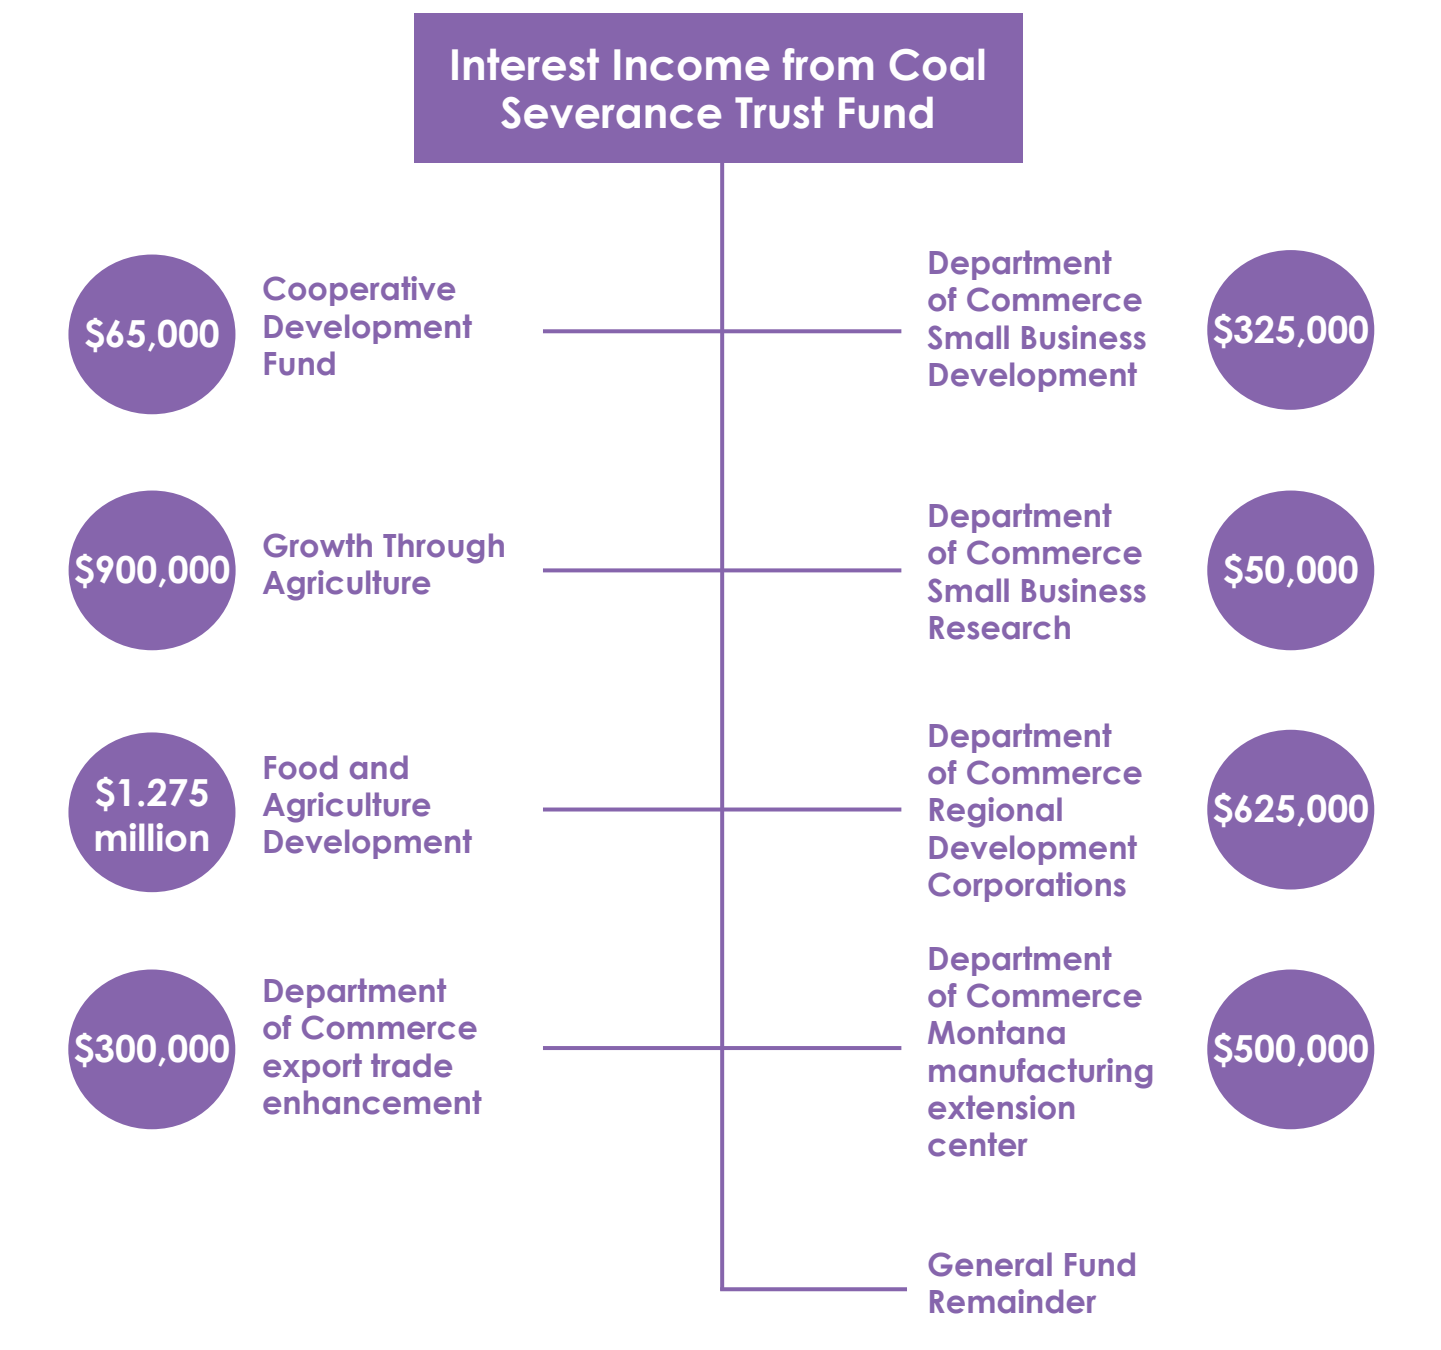 Interest Income from Coal
Severance Trust Fund
$65,000
Cooperative
Development
Fund
Department
of Commerce
Small Business
Development
$325,000
$900,000
Growth Through
Agriculture
Department
of Commerce
Small Business
Research
$50,000
$1.275
million
Food and
Agriculture
Development
Department
of Commerce
Regional
Development
Corporations
$625,000
$300,000
Department
of Commerce
export trade
enhancement
Department
of Commerce
Montana
manufacturing
extension
center
$500,000
General Fund
Remainder